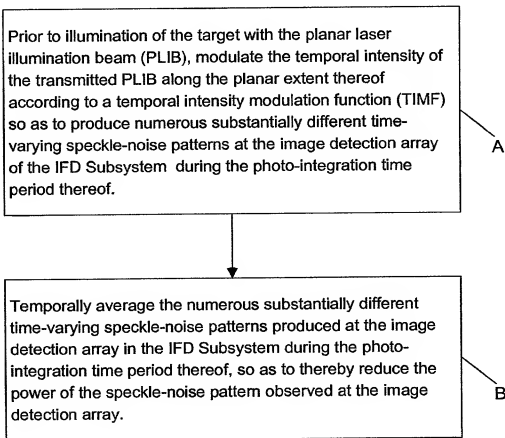 Prior to illumination of the target with the planar laser
illumination beam (PLIB), modulate the temporal intensity of
the transmitted PLIB along the planar extent thereof
according to a temporal intensity modulation function (TIMF)
so as to produce numerous substantially different time-
varying speckle-noise patterns at the image detection array
of the IFD Subsystem during the photo-integration time
period thereof.
A
Temporally average the numerous substantially different
time-varying speckle-noise patterns produced at the image
detection array in the IFD Subsystem during the photo-
integration time period thereof, so as to thereby reduce the
power of the speckle-noise pattern observed at the image
detection array.
B